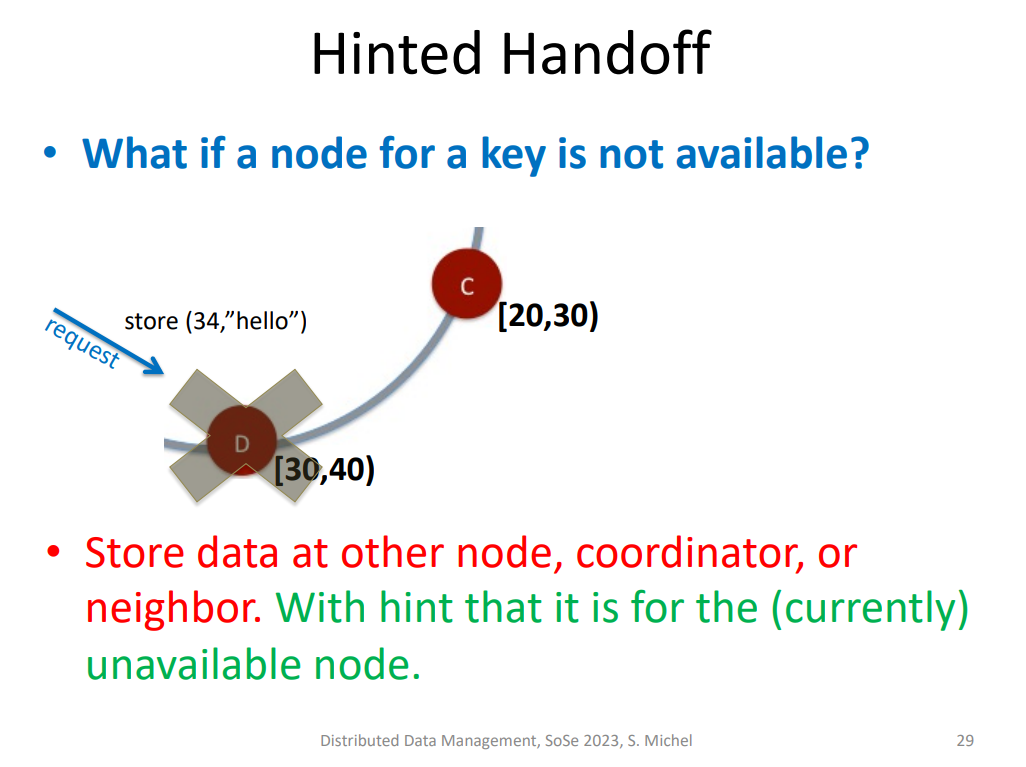 Hinted Handoff
• What if a node for a key is not available?
C
[20,30)
store (34,”hello”)
request
D
[30,40)
• Store data at other node, coordinator, or
neighbor. With hint that it is for the (currently)
unavailable node.
Distributed Data Management, SoSe 2023, S. Michel
29